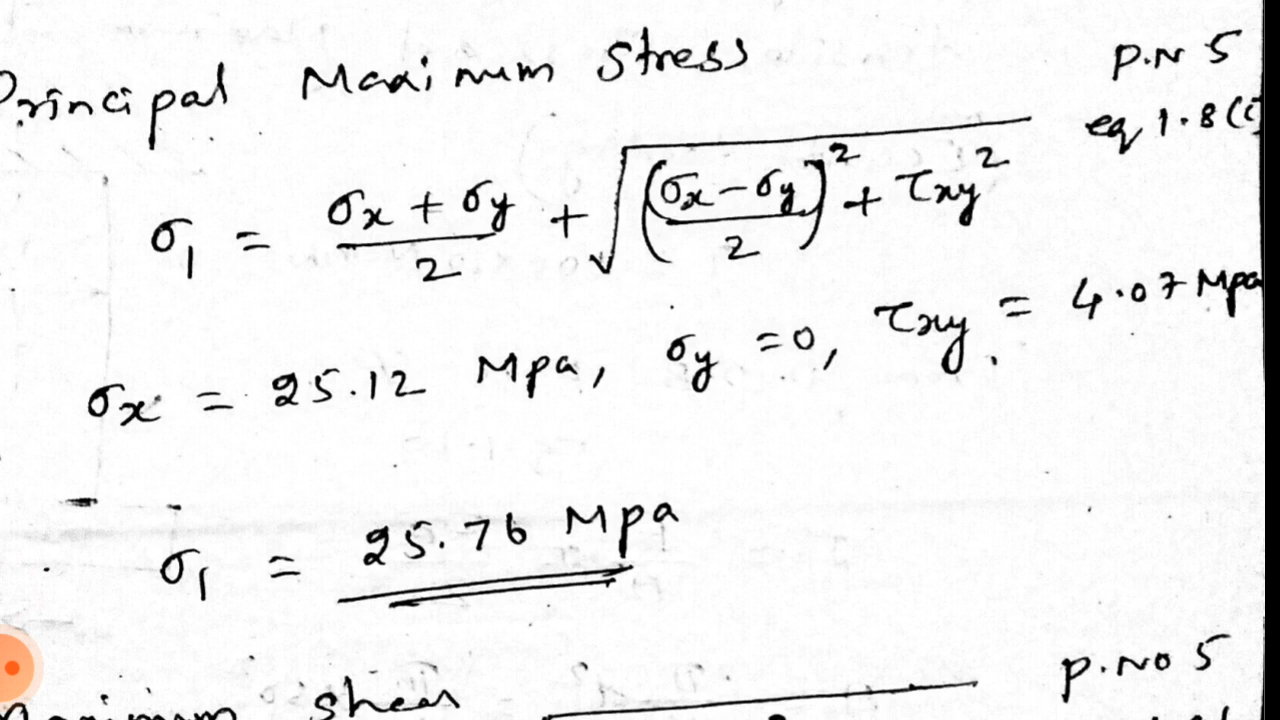 Principal Maximum Stress P.N 5
eq 1.8(i)
σ₁ = (σx + σy)/2 + √(((σx - σy)/2)² + τxy²)
σx = 25.12 Mpa, σy = 0, τxy = 4.07 Mpa
σ₁ = 25.76 Mpa
P.NO 5
Maximum shear